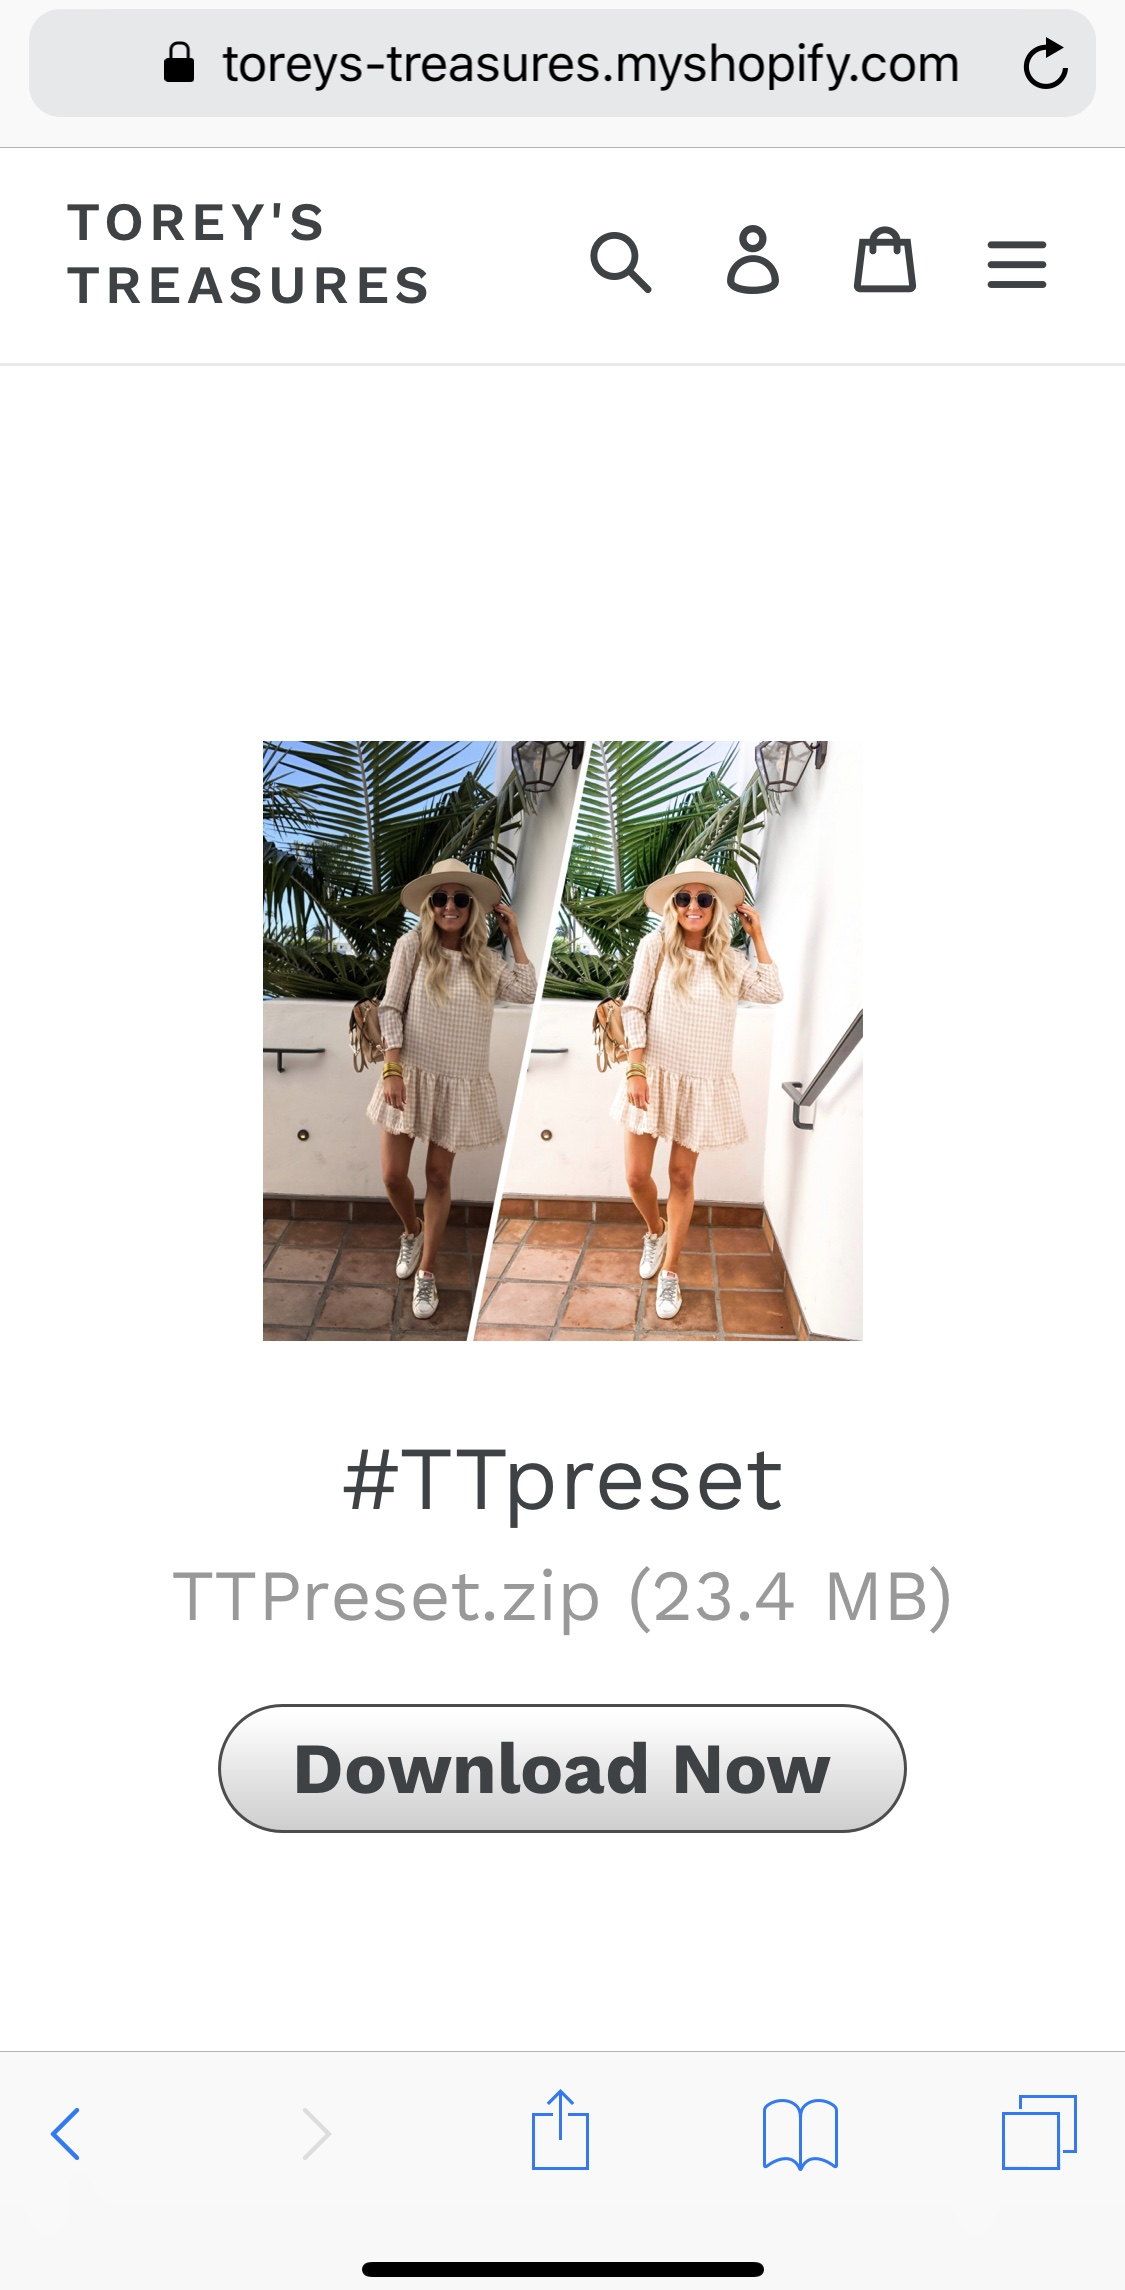 toreys-treasures.myshopify.com
TOREY'S
TREASURES
#TTpreset
TTPreset.zip (23.4 MB)
Download Now